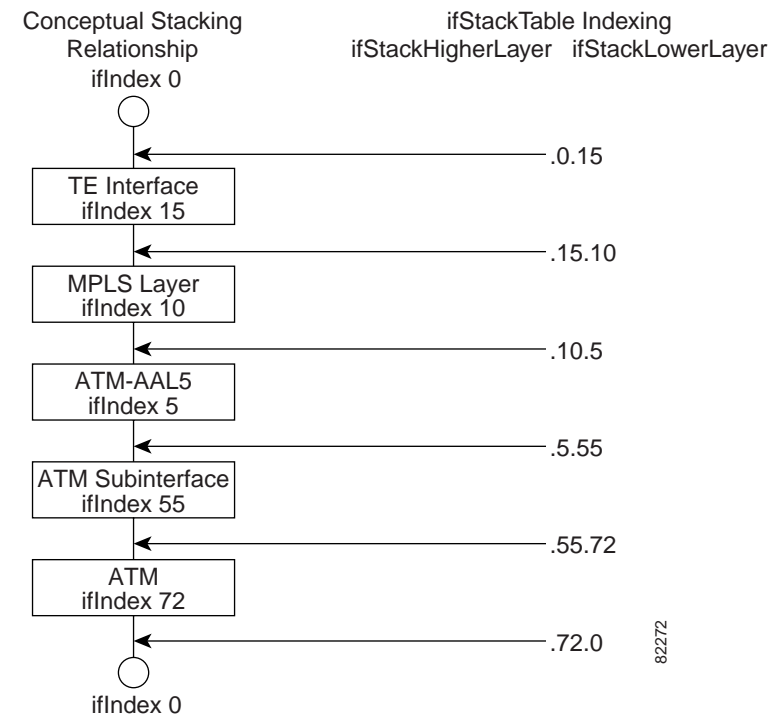 Conceptual Stacking
Relationship
ifStackTable Indexing
ifStackHigherLayer ifStackLowerLayer
ifIndex 0
.0.15
TE Interface
ifIndex 15
.15.10
MPLS Layer
ifIndex 10
.10.5
ATM-AAL5
ifIndex 5
.5.55
ATM Subinterface
ifIndex 55
.55.72
ATM
ifIndex 72
.72.0
82272
ifIndex 0